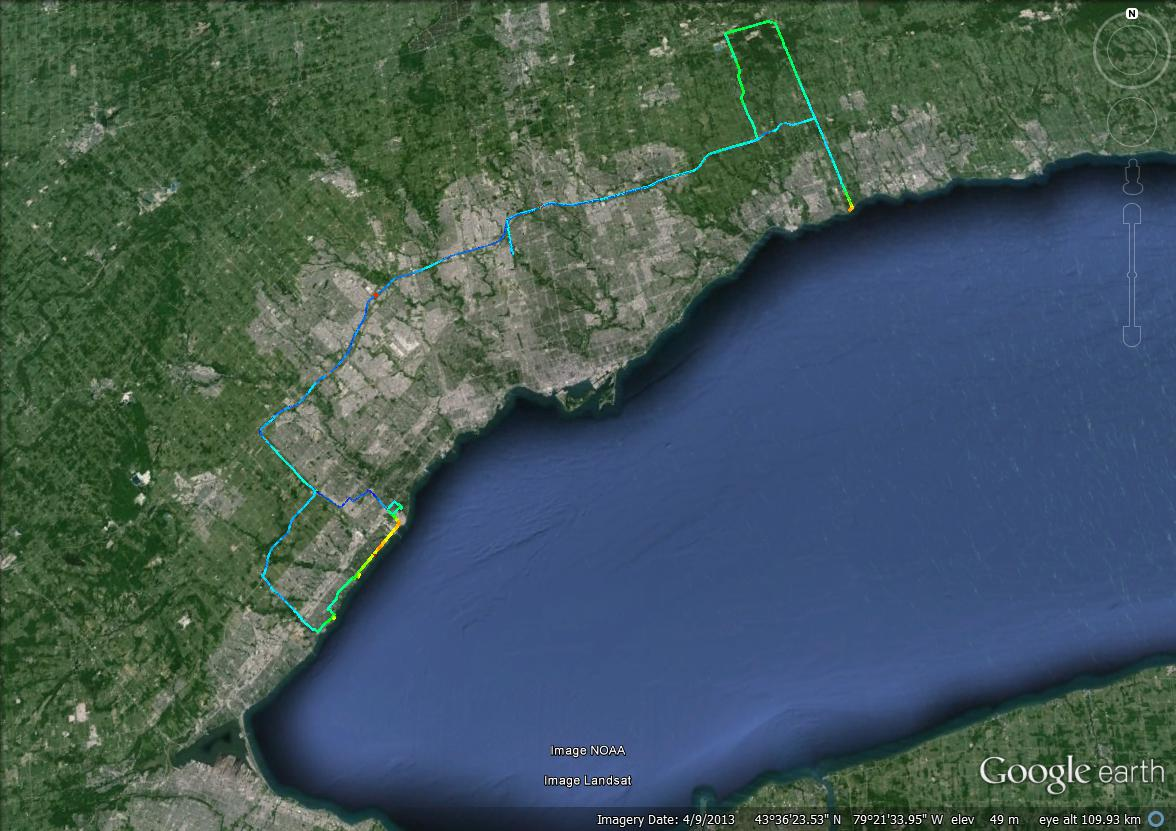 N
Image NOAA
Image Landsat
Google earth
Imagery Date: 4/9/2013 43°36'23.53" N 79°21'33.95" W elev 49 m eye alt 109.93 km